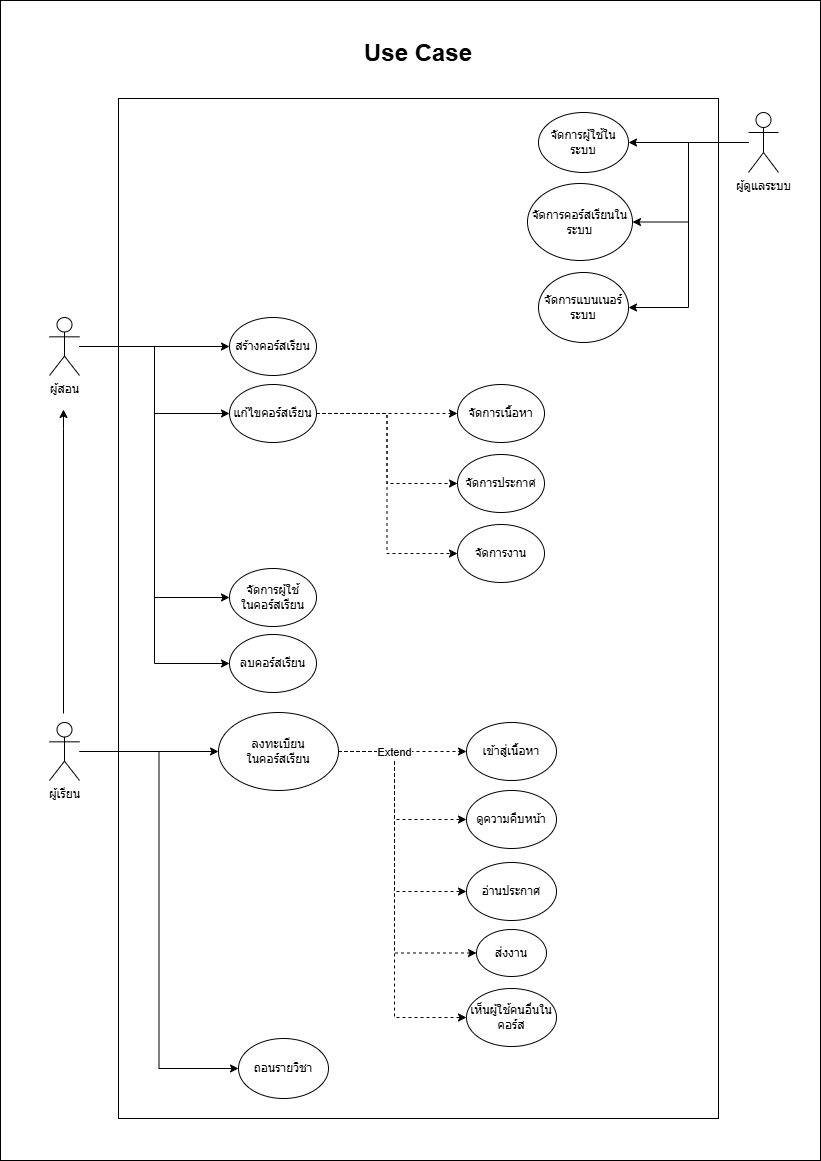 Use Case
จัดการผู้ใช้ใน
ระบบ
ผู้ดูแลระบบ
จัดการคอร์สเรียนใน
ระบบ
จัดการแบนเนอร์
ระบบ
สร้างคอร์สเรียน
ผู้สอน
แก้ไขคอร์สเรียน
จัดการเนื้อหา
จัดการประกาศ
จัดการงาน
จัดการผู้ใช้
ในคอร์สเรียน
ลบคอร์สเรียน
ลงทะเบียน
ในคอร์สเรียน
Extend
เข้าสู่เนื้อหา
ผู้เรียน
ดูความคืบหน้า
อ่านประกาศ
ส่งงาน
เห็นผู้ใช้คนอื่นใน
คอร์ส
ถอนรายวิชา